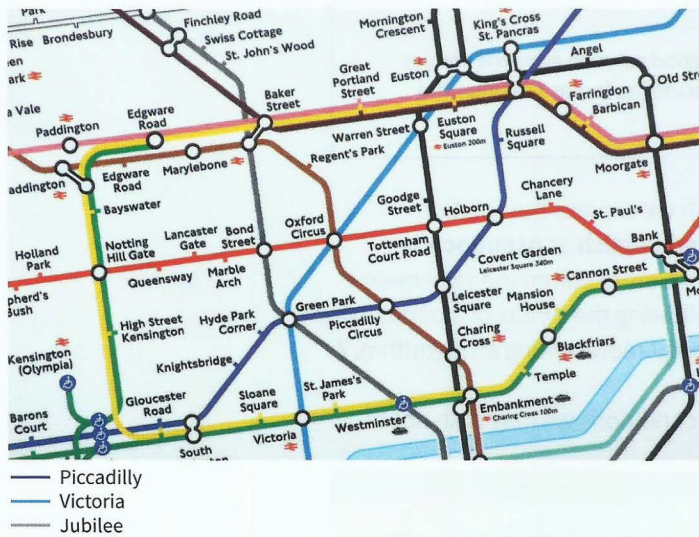 Park
Finchley Road
Rise Brondesbury
Swiss Cottage
St. John's Wood
Mornington
Crescent
King's Cross
St. Pancras
Park
a Vale
Paddington
Edgware
Road
Baker
Street
Great
Portland
Street
Euston
Angel
Old Stre
Farringdon
Barbican
Warren Street
Euston
Square
Euston 200m
Russell
Square
addington
Edgware
Road
Marylebone
Regent's Park
Moorgate
Bayswater
Goodge
Street
Chancery
Lane
Holland
Park
Notting
Hill Gate
Lancaster
Gate
Bond
Street
Oxford
Circus
Holborn
St. Paul's
Bank
pherd's
Bush
Queensway
Marble
Arch
Tottenham
Court Road
Covent Garden
Leicester Square 340m
Cannon Street
High Street
Kensington
Hyde Park
Corner
Green Park
Piccadilly
Circus
Leicester
Square
Mansion
House
Kensington
(Olympia)
Knightsbridge
Charing
Cross
Blackfriars
Temple
Barons
Court
Gloucester
Road
Sloane
Square
St. James's
Park
Westminster
Embankment
Charing Cross 100m
South
Victoria
Piccadilly
Victoria
Jubilee